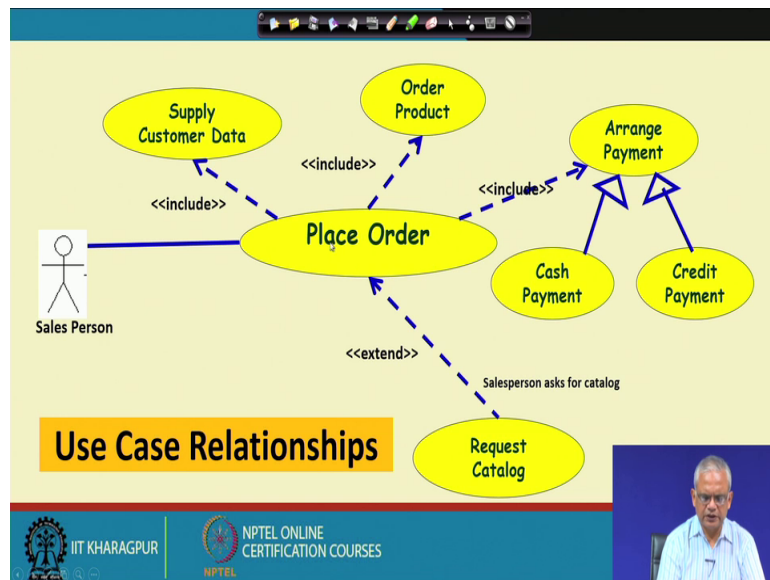 Order
Product
Supply
Customer Data
Arrange
Payment
<<include>>
<<include>>
<<include>>
Place Order
Cash
Payment
Credit
Payment
Sales Person
<<extend>>
Salesperson asks for catalog
Use Case Relationships
Request
Catalog
IIT KHARAGPUR
NPTEL
NPTEL ONLINE
CERTIFICATION COURSES